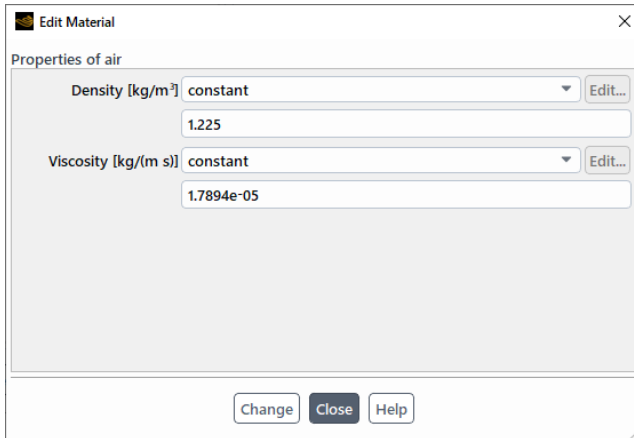 Edit Material
Properties of air
Density [kg/m³] constant Edit...
1.225
Viscosity [kg/(m s)] constant Edit...
1.7894e-05
Change Close Help